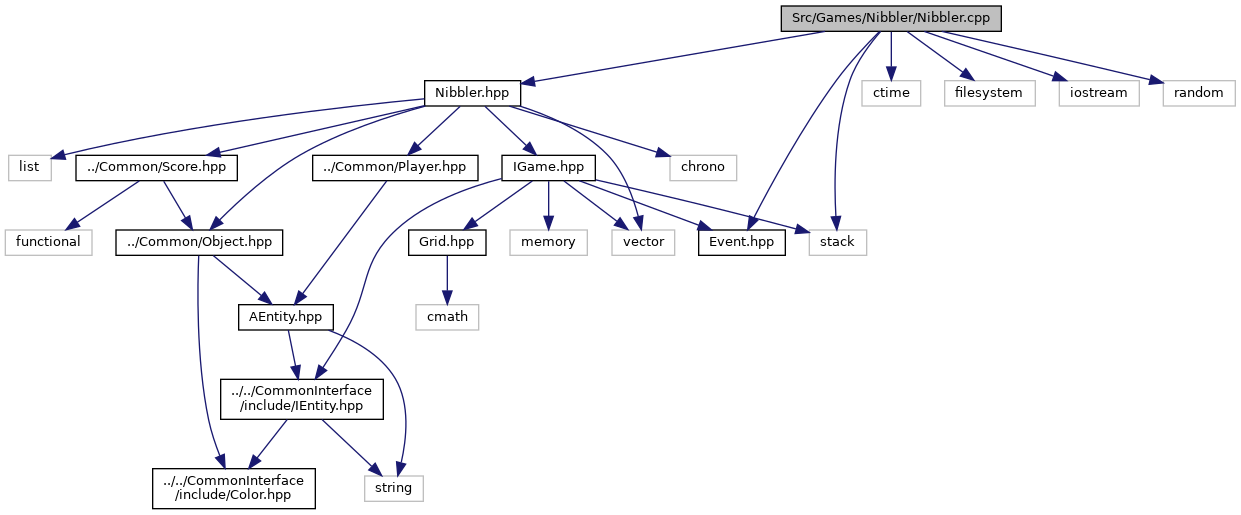 Src/Games/Nibbler/Nibbler.cpp
Nibbler.hpp
ctime
filesystem
iostream
random
list
../Common/Score.hpp
../Common/Player.hpp
IGame.hpp
chrono
functional
../Common/Object.hpp
Grid.hpp
memory
vector
Event.hpp
stack
AEntity.hpp
cmath
../../CommonInterface
/include/IEntity.hpp
../../CommonInterface
/include/Color.hpp
string